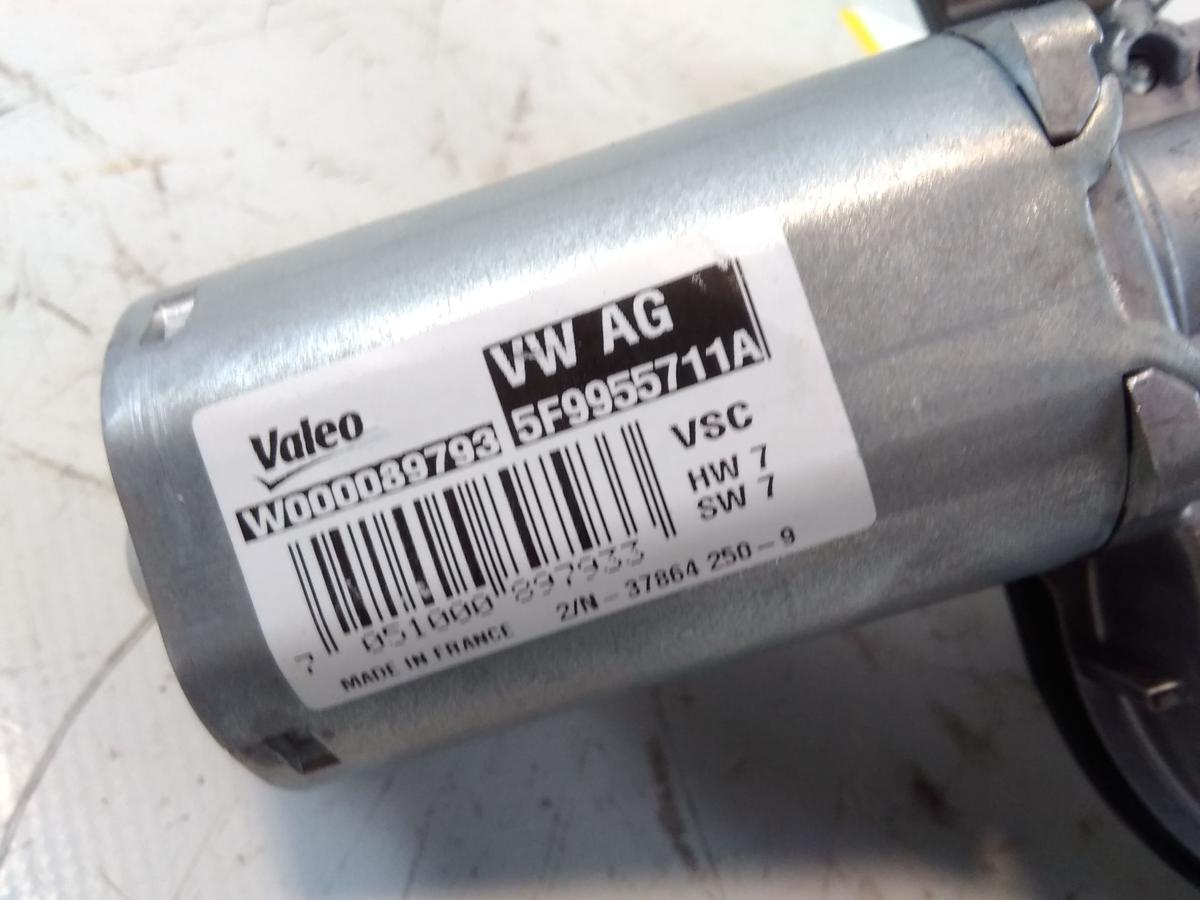 VW AG
5F9955711A
Valeo
W000089793
VSC
HW 7
SW 7
7 051000 897933
2/N - 37864 250 - 9
MADE IN FRANCE